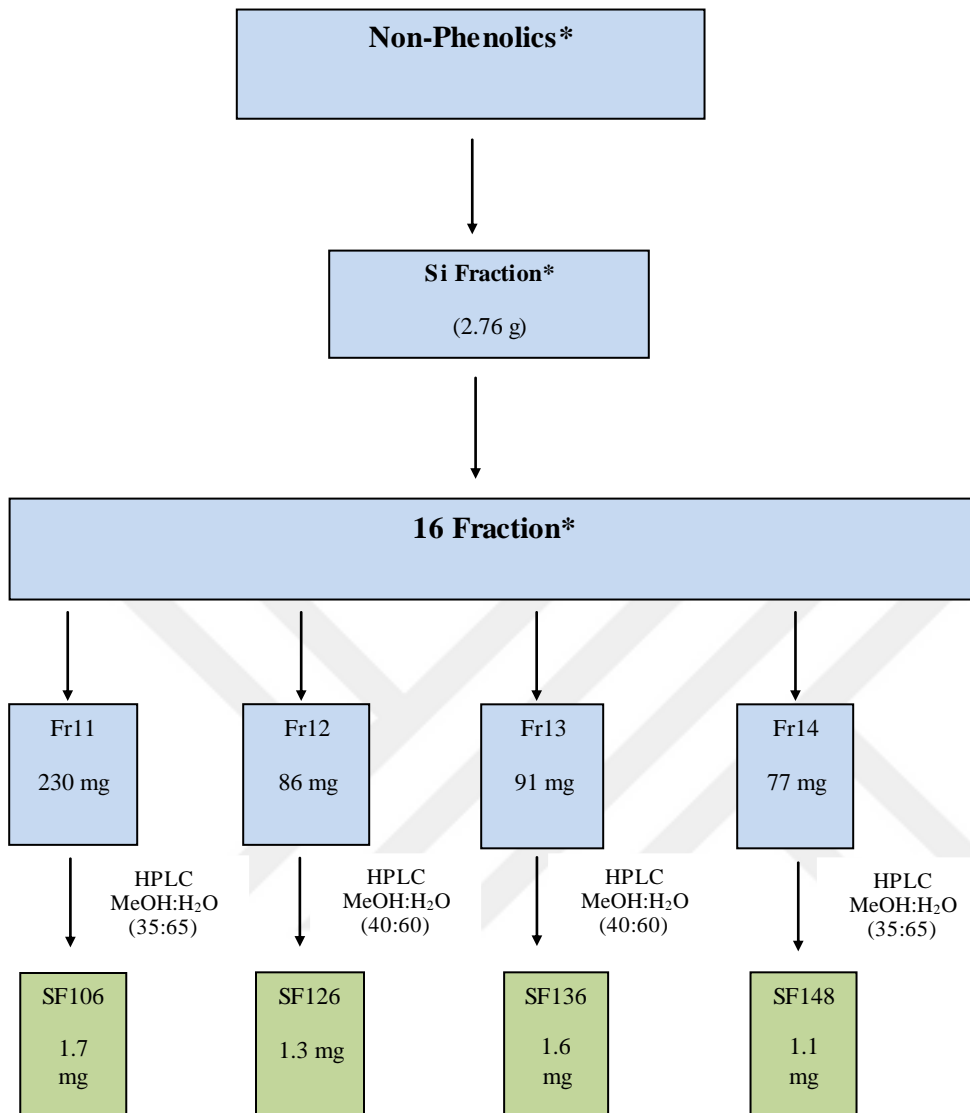 Non-Phenolics*
Si Fraction*
(2.76 g)
16 Fraction*
Fr11
230 mg
Fr12
86 mg
Fr13
91 mg
Fr14
77 mg
HPLC
MeOH:H₂O
(35:65)
HPLC
MeOH:H₂O
(40:60)
HPLC
MeOH:H₂O
(40:60)
HPLC
MeOH:H₂O
(35:65)
SF106
1.7
mg
SF126
1.3 mg
SF136
1.6
mg
SF148
1.1
mg